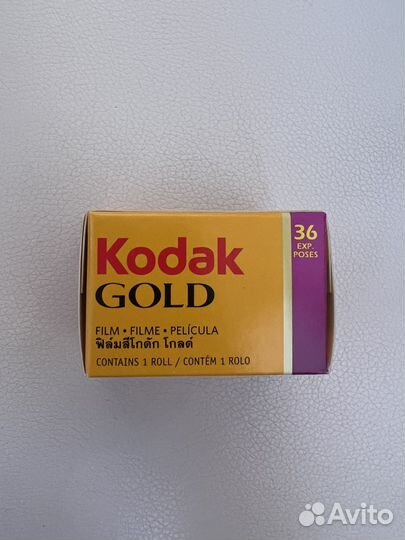 Kodak
GOLD
FILM • FILME • PELÍCULA
ฟิล์มสีโกดัก โกลด์
CONTAINS 1 ROLL / CONTÉM 1 ROLO
36
EXP.
POSES
Avito